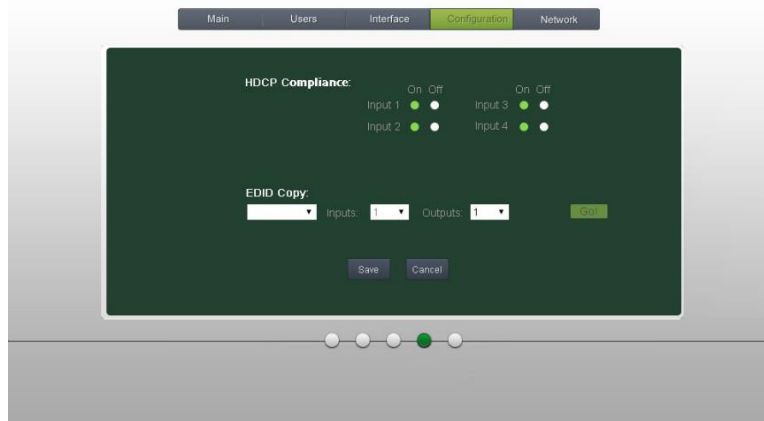 Main Users Interface Configuration Network
HDCP Compliance:
On Off On Off
Input 1 Input 3
Input 2 Input 4
EDID Copy:
Inputs: 1 Outputs: 1 Go!
Save Cancel